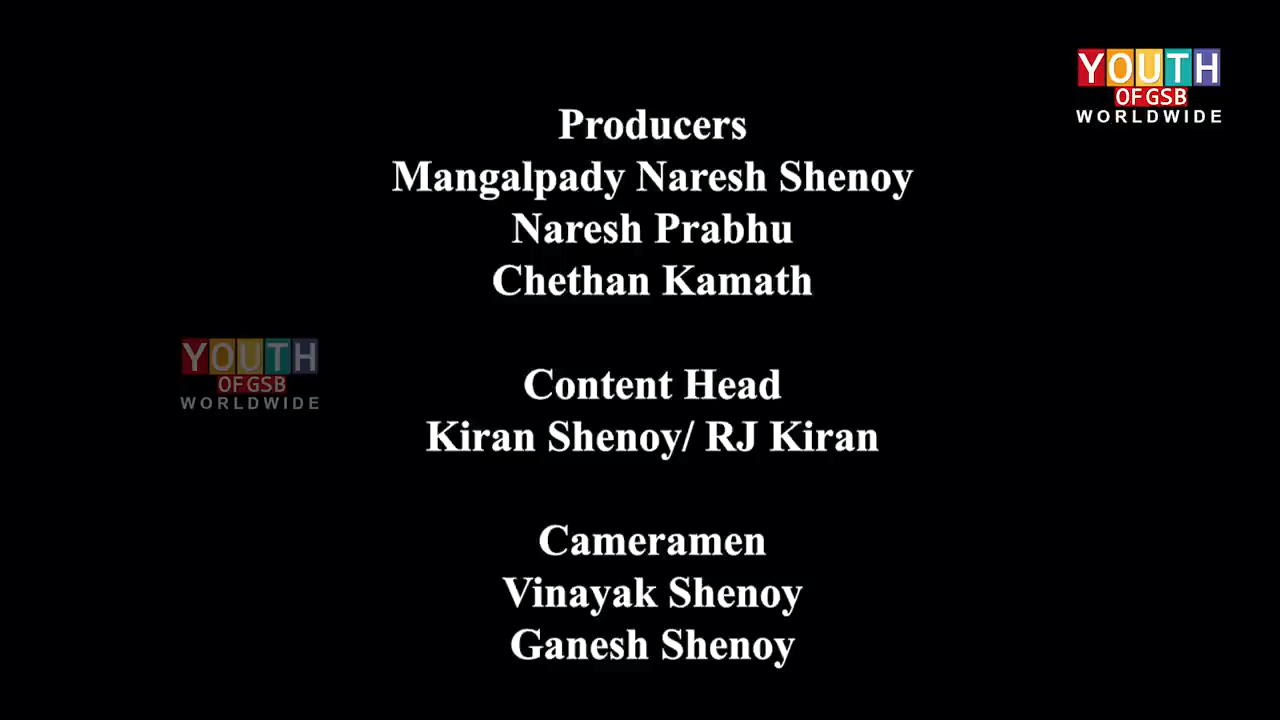 YOUTH
OF GSB
WORLDWIDE
Producers
Mangalpady Naresh Shenoy
Naresh Prabhu
Chethan Kamath
YOUTH
OF GSB
WORLDWIDE
Content Head
Kiran Shenoy/ RJ Kiran
Cameramen
Vinayak Shenoy
Ganesh Shenoy